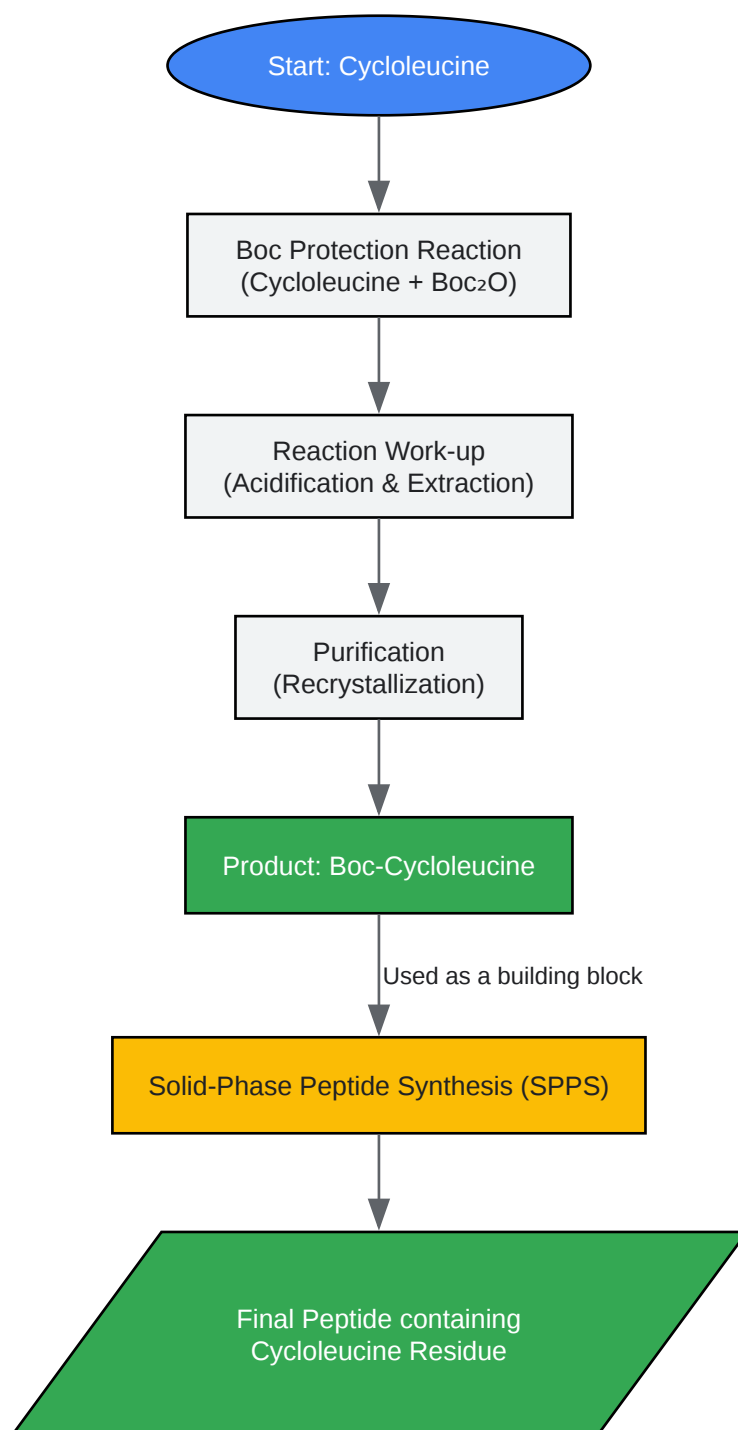 Start: Cycloleucine
Boc Protection Reaction
(Cycloleucine + Boc₂O)
Reaction Work-up
(Acidification & Extraction)
Purification
(Recrystallization)
Product: Boc-Cycloleucine
Used as a building block
Solid-Phase Peptide Synthesis (SPPS)
Final Peptide containing
Cycloleucine Residue